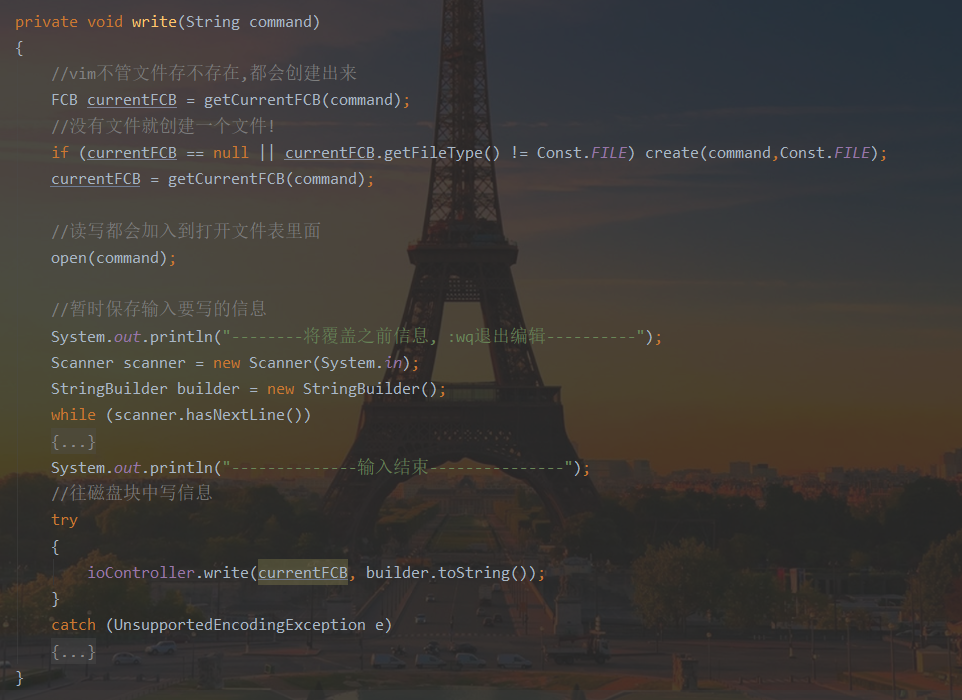 private void write(String command)
{
//vim不管文件存不存在,都会创建出来
FCB currentFCB = getCurrentFCB(command);
//没有文件就创建一个文件!
if (currentFCB == null || currentFCB.getFileType() != Const.FILE) create(command,Const.FILE);
currentFCB = getCurrentFCB(command);
//读写都会加入到打开文件表里面
open(command);
//暂时保存输入要写的信息
System.out.println("--------将覆盖之前信息, :wq退出编辑----------");
Scanner scanner = new Scanner(System.in);
StringBuilder builder = new StringBuilder();
while (scanner.hasNextLine())
{...}
System.out.println("--------------输入结束---------------");
//往磁盘块中写信息
try
{
ioController.write(currentFCB, builder.toString());
}
catch (UnsupportedEncodingException e)
{...}
}